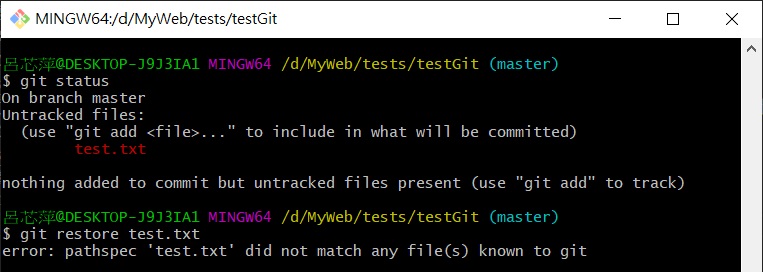 MINGW64:/d/MyWeb/tests/testGit
呂芯萍@DESKTOP-J9J3IA1 MINGW64 /d/MyWeb/tests/testGit (master)
$ git status
On branch master
Untracked files:
  (use "git add <file>..." to include in what will be committed)
        test.txt

nothing added to commit but untracked files present (use "git add" to track)

呂芯萍@DESKTOP-J9J3IA1 MINGW64 /d/MyWeb/tests/testGit (master)
$ git restore test.txt
error: pathspec 'test.txt' did not match any file(s) known to git